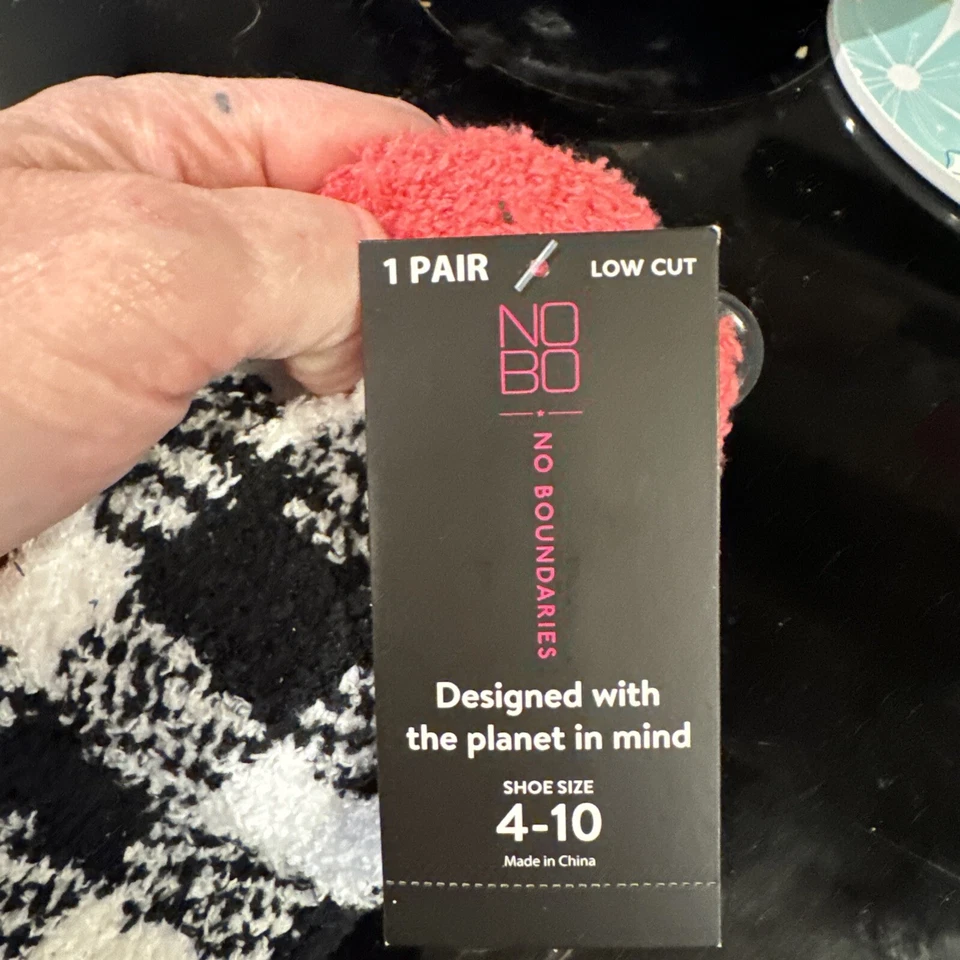 1 PAIR LOW CUT
NO
BO
NO BOUNDARIES
Designed with
the planet in mind
SHOE SIZE
4-10
Made in China